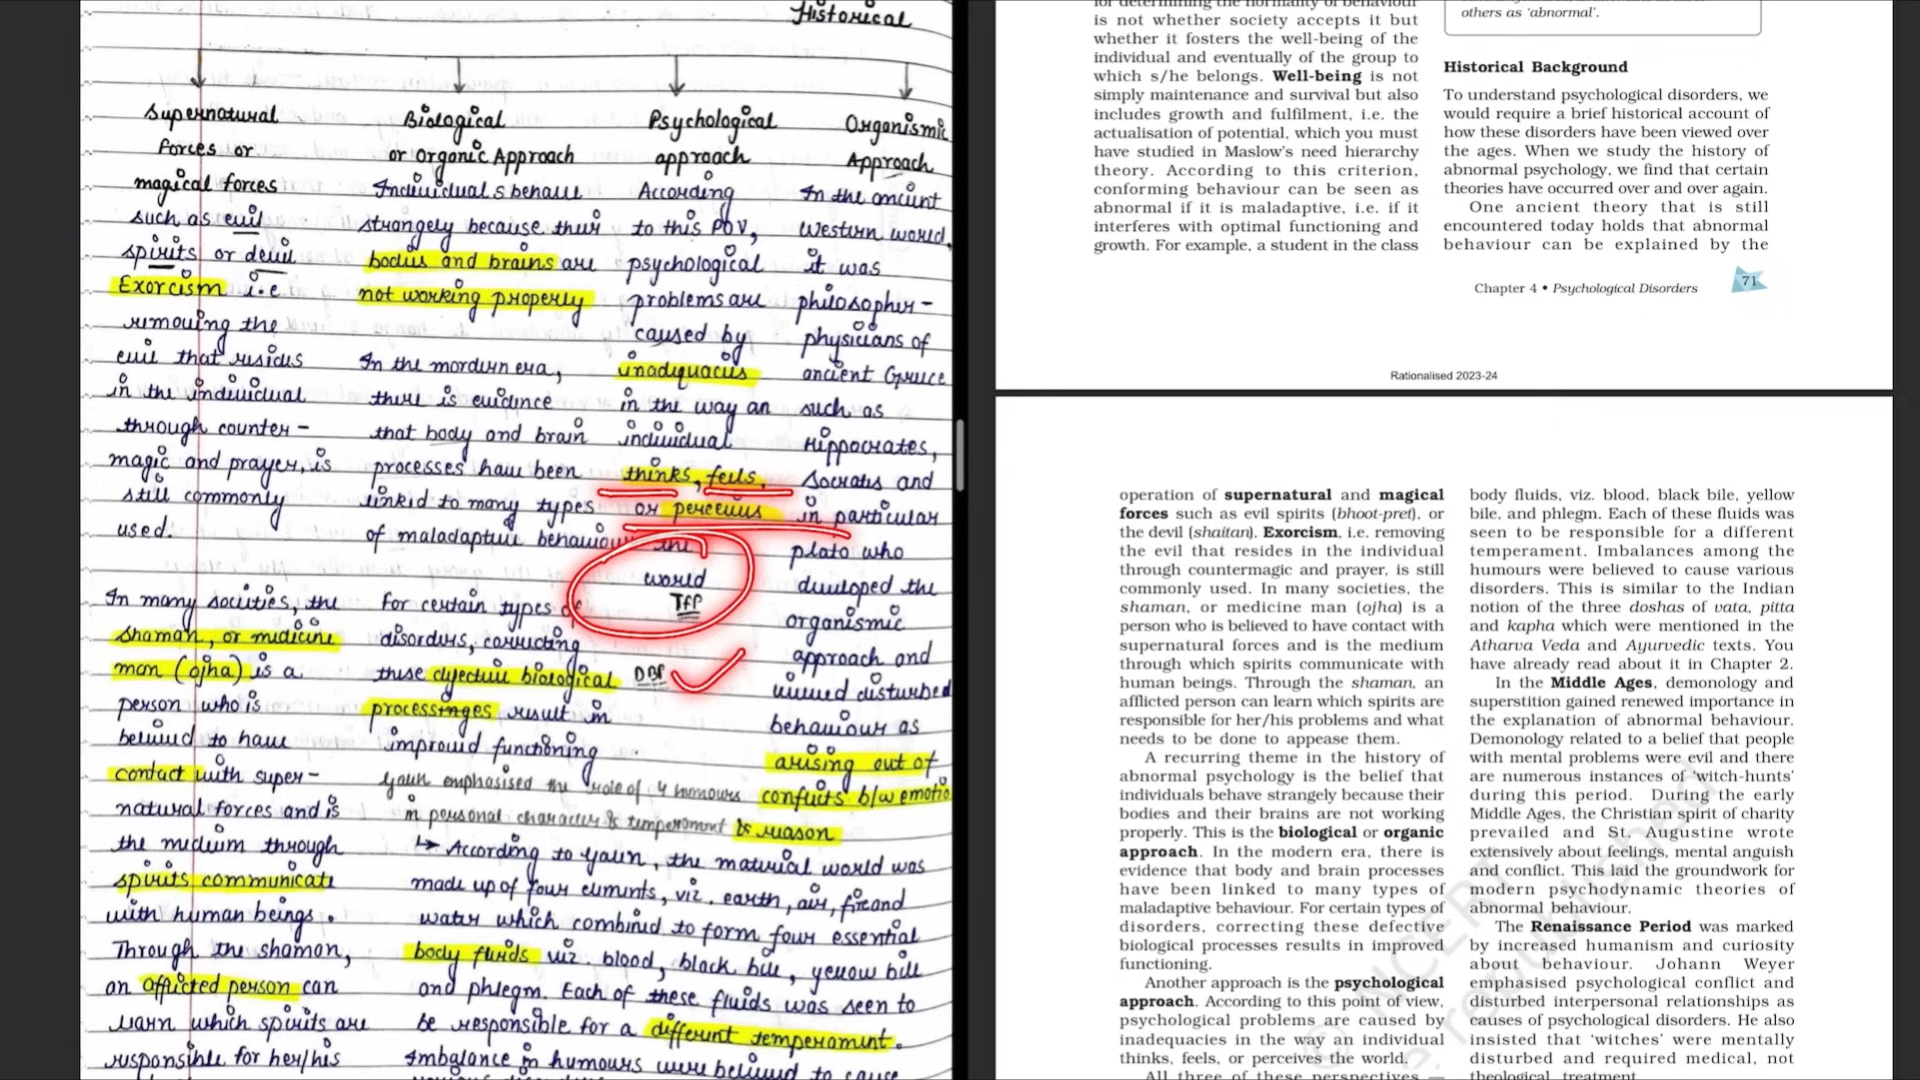 Historical
Supernatural
forces or
magical forces
such as evil
spirits or devil
Exorcism i.e
removing the
evil that resides
in the individual
through counter-
magic and prayer, is
still commonly
used.
In many societies, the
shaman, or medicine
man (ojha) is a
person who is
believed to have
contact with super-
natural forces and is
the medium through
spirits communicate
with human beings.
Through the shaman,
an afflicted person can
learn which spirits are
responsible for her/his
Biological
or Organic Approach
Individuals behave
strangely because their
bodies and brains are
not working properly
In the mordern era,
there is evidence
that body and brain
processes have been
linked to many types
of maladaptive behaviour
For certain types of
disorders, correcting
these defective biological
processinges result in
improved functioning
Psychological
approach
According
to this POV,
psychological
problems are
caused by
inadiquacies
in the way an
individual
thinks, feels,
or perceives
the
world
TFP
DBP
Organismic
Approach
In the ancient
western world,
it was
philosopher-
physicians of
ancient Greece
such as
Hippocrates,
Socrates and
in particular
plato who
developed the
organismic
approach and
viewed disturbed
behaviour as
arising out of
conflicts b/w emotio
& reason
Galen emphasised the role of 4 humours
in personal character & temperament
↳ According to Galen, the material world was
made up of four elements, viz. earth, air, fire and
water which combined to form four essential
body fluids viz. blood, black bile, yellow bile
and phlegm. Each of these fluids was seen to
be responsible for a different temperament.
Imbalance in humours were believed to cause
for determining the normality of behaviour
is not whether society accepts it but
whether it fosters the well-being of the
individual and eventually of the group to
which s/he belongs. Well-being is not
simply maintenance and survival but also
includes growth and fulfilment, i.e. the
actualisation of potential, which you must
have studied in Maslow's need hierarchy
theory. According to this criterion,
conforming behaviour can be seen as
abnormal if it is maladaptive, i.e. if it
interferes with optimal functioning and
growth. For example, a student in the class
others as 'abnormal'.
Historical Background
To understand psychological disorders, we
would require a brief historical account of
how these disorders have been viewed over
the ages. When we study the history of
abnormal psychology, we find that certain
theories have occurred over and over again.
One ancient theory that is still
encountered today holds that abnormal
behaviour can be explained by the
Chapter 4 • Psychological Disorders
71
Rationalised 2023-24
operation of supernatural and magical
forces such as evil spirits (bhoot-pret), or
the devil (shaitan). Exorcism, i.e. removing
the evil that resides in the individual
through countermagic and prayer, is still
commonly used. In many societies, the
shaman, or medicine man (ojha) is a
person who is believed to have contact with
supernatural forces and is the medium
through which spirits communicate with
human beings. Through the shaman, an
afflicted person can learn which spirits are
responsible for her/his problems and what
needs to be done to appease them.
A recurring theme in the history of
abnormal psychology is the belief that
individuals behave strangely because their
bodies and their brains are not working
properly. This is the biological or organic
approach. In the modern era, there is
evidence that body and brain processes
have been linked to many types of
maladaptive behaviour. For certain types of
disorders, correcting these defective
biological processes results in improved
functioning.
Another approach is the psychological
approach. According to this point of view,
psychological problems are caused by
inadequacies in the way an individual
thinks, feels, or perceives the world.
All three of these perspectives —
body fluids, viz. blood, black bile, yellow
bile, and phlegm. Each of these fluids was
seen to be responsible for a different
temperament. Imbalances among the
humours were believed to cause various
disorders. This is similar to the Indian
notion of the three doshas of vata, pitta
and kapha which were mentioned in the
Atharva Veda and Ayurvedic texts. You
have already read about it in Chapter 2.
In the Middle Ages, demonology and
superstition gained renewed importance in
the explanation of abnormal behaviour.
Demonology related to a belief that people
with mental problems were evil and there
are numerous instances of 'witch-hunts'
during this period. During the early
Middle Ages, the Christian spirit of charity
prevailed and St. Augustine wrote
extensively about feelings, mental anguish
and conflict. This laid the groundwork for
modern psychodynamic theories of
abnormal behaviour.
The Renaissance Period was marked
by increased humanism and curiosity
about behaviour. Johann Weyer
emphasised psychological conflict and
disturbed interpersonal relationships as
causes of psychological disorders. He also
insisted that 'witches' were mentally
disturbed and required medical, not
theological, treatment.
© NCERT
republished